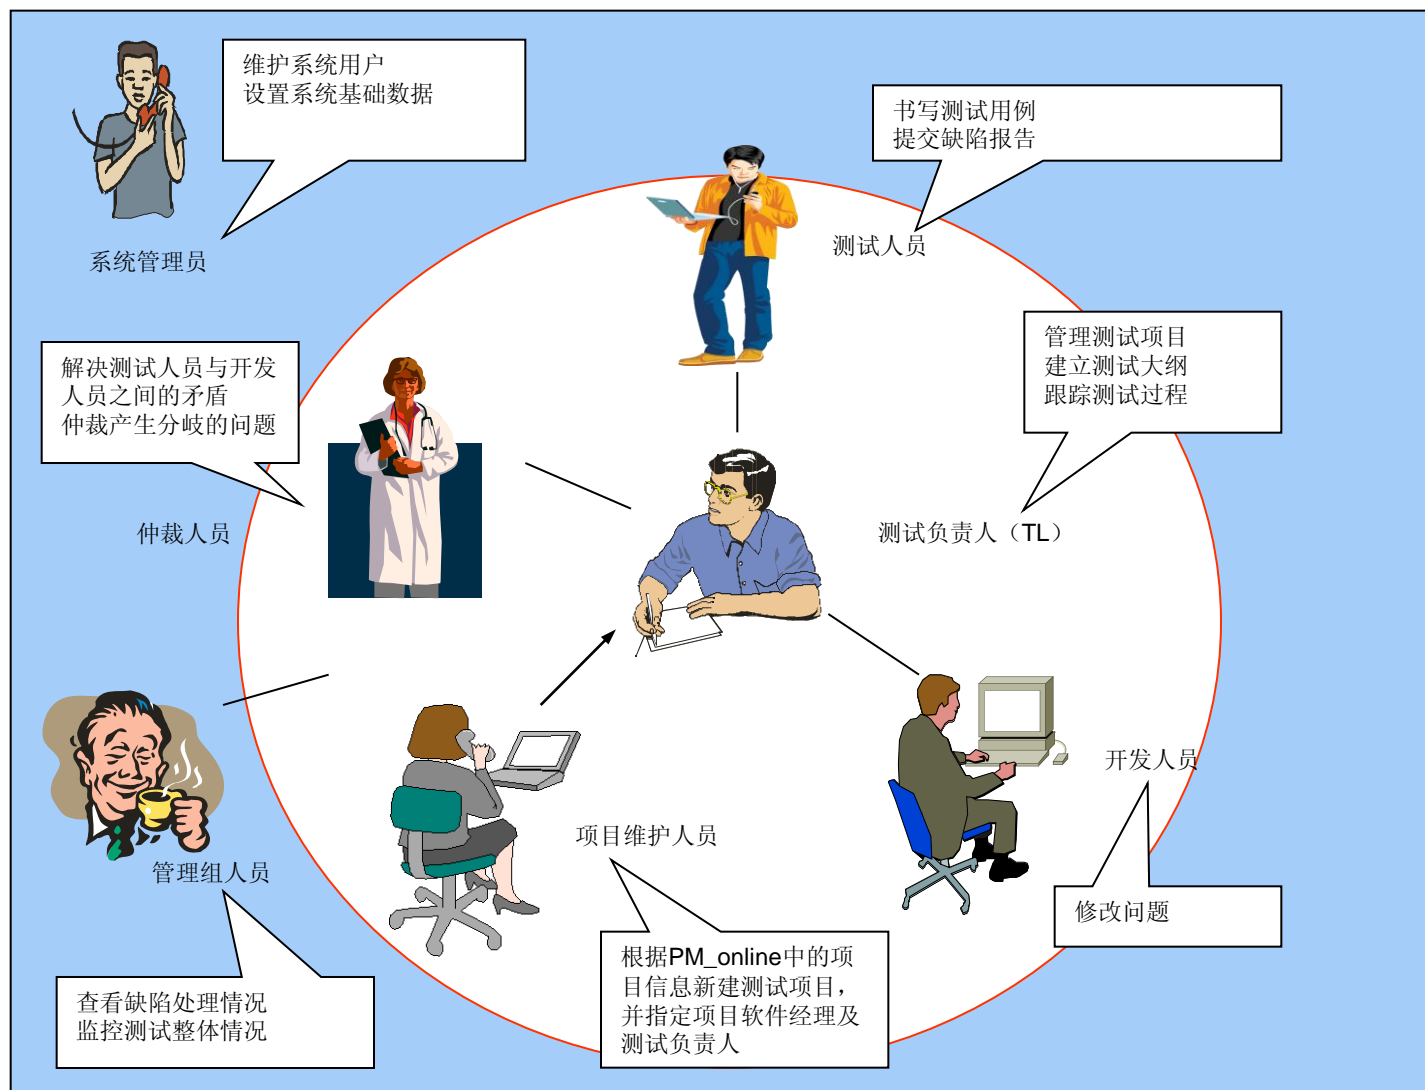 维护系统用户
设置系统基础数据
系统管理员
书写测试用例
提交缺陷报告
测试人员
管理测试项目
建立测试大纲
跟踪测试过程
测试负责人（TL）
解决测试人员与开发
人员之间的矛盾
仲裁产生分歧的问题
仲裁人员
开发人员
修改问题
项目维护人员
根据PM_online中的项
目信息新建测试项目，
并指定项目软件经理及
测试负责人
管理组人员
查看缺陷处理情况
监控测试整体情况